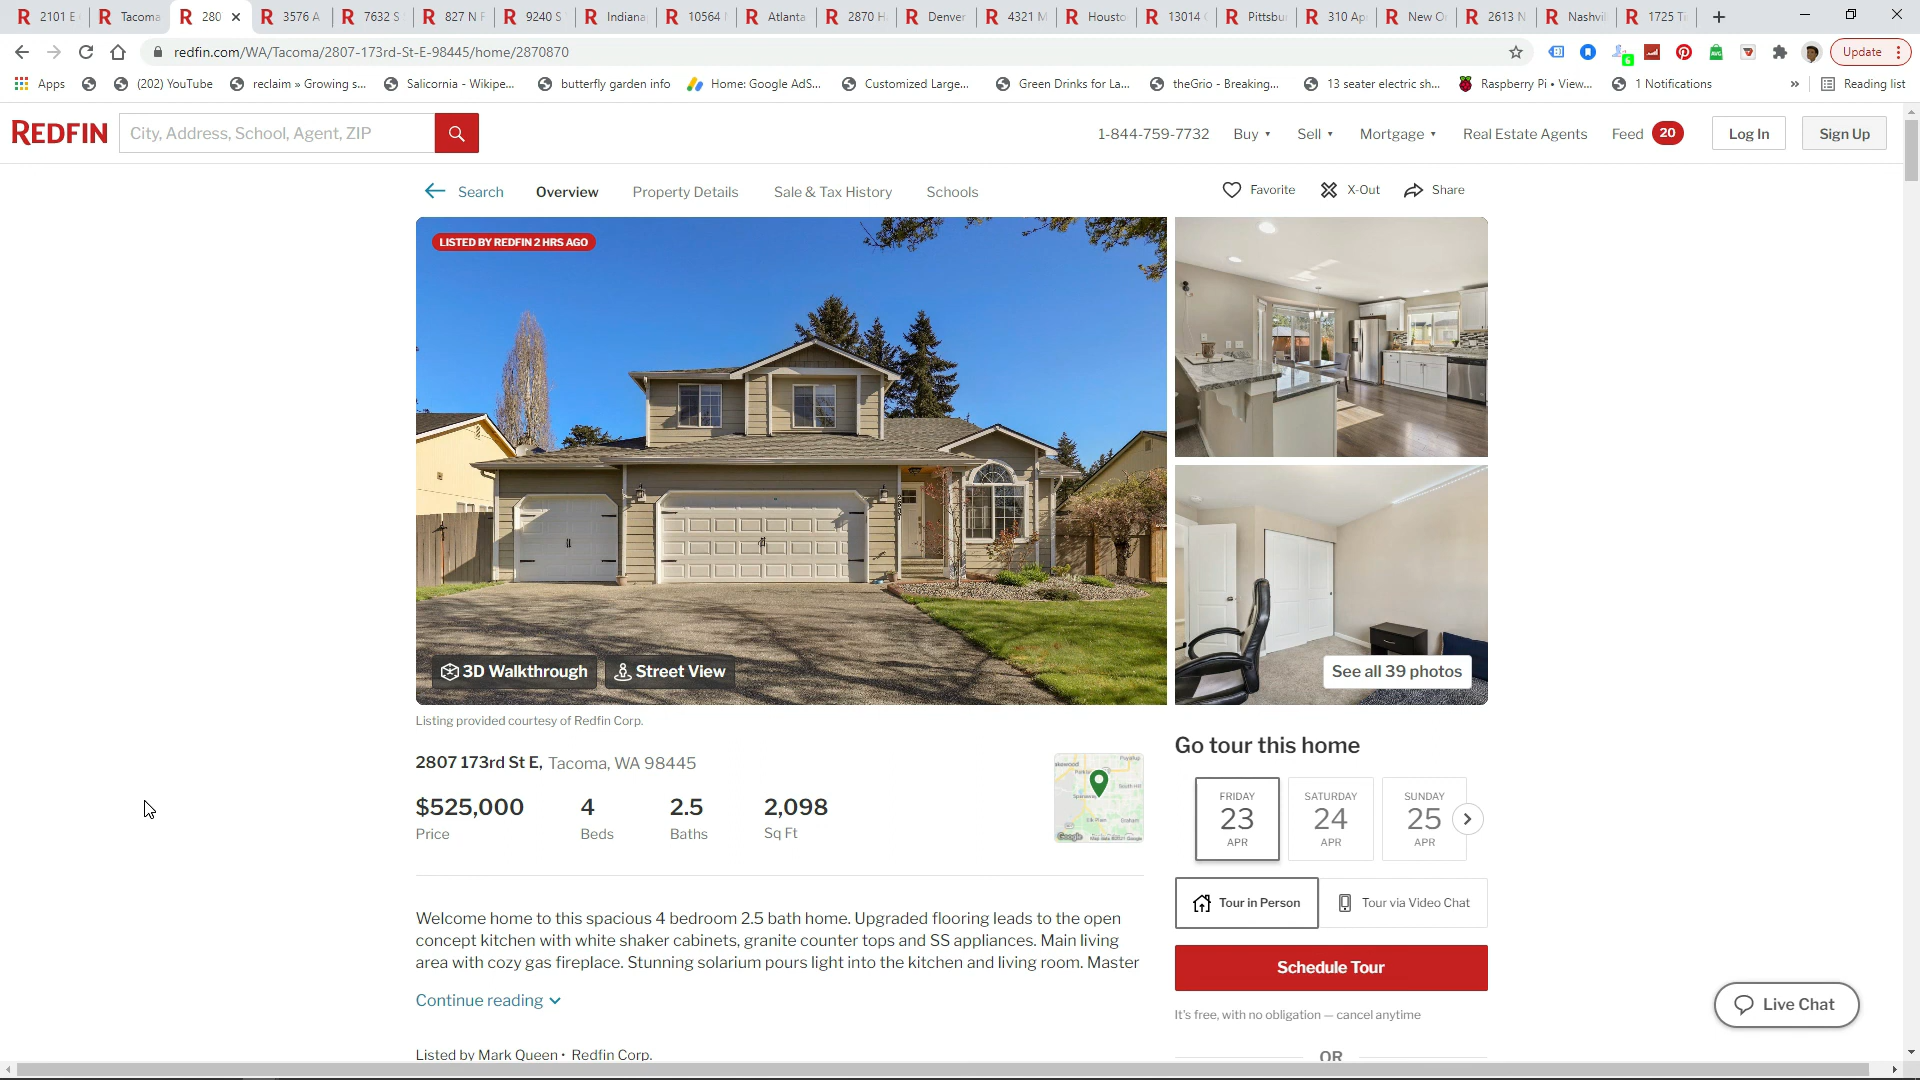 2101 E
Tacoma
280
3576 A
7632 S
827 N F
9240 S
Indiana
10564
Atlanta
2870 H
Denver
4321 M
Housto
13014
Pittsbu
310 Ap
New O
2613 N
Nashvil
1725 T
redfin.com/WA/Tacoma/2807-173rd-St-E-98445/home/2870870
Update
Apps
(202) YouTube
reclaim » Growing s...
Salicornia - Wikipe...
butterfly garden info
Home: Google AdS...
Customized Large...
Green Drinks for La...
theGrio - Breaking...
13 seater electric sh...
Raspberry Pi • View...
1 Notifications
»
Reading list
REDFIN
City, Address, School, Agent, ZIP
1-844-759-7732
Buy
Sell
Mortgage
Real Estate Agents
Feed 20
Log In
Sign Up
Search
Overview
Property Details
Sale & Tax History
Schools
Favorite
X-Out
Share
LISTED BY REDFIN 2 HRS AGO
3D Walkthrough
Street View
See all 39 photos
Listing provided courtesy of Redfin Corp.
2807 173rd St E, Tacoma, WA 98445
$525,000 4 2.5 2,098
Price Beds Baths Sq Ft
Google
Go tour this home
FRIDAY SATURDAY SUNDAY
23 24 25
APR APR APR
Tour in Person
Tour via Video Chat
Schedule Tour
It's free, with no obligation — cancel anytime
OR
Welcome home to this spacious 4 bedroom 2.5 bath home. Upgraded flooring leads to the open
concept kitchen with white shaker cabinets, granite counter tops and SS appliances. Main living
area with cozy gas fireplace. Stunning solarium pours light into the kitchen and living room. Master
Continue reading
Listed by Mark Queen • Redfin Corp.
Live Chat